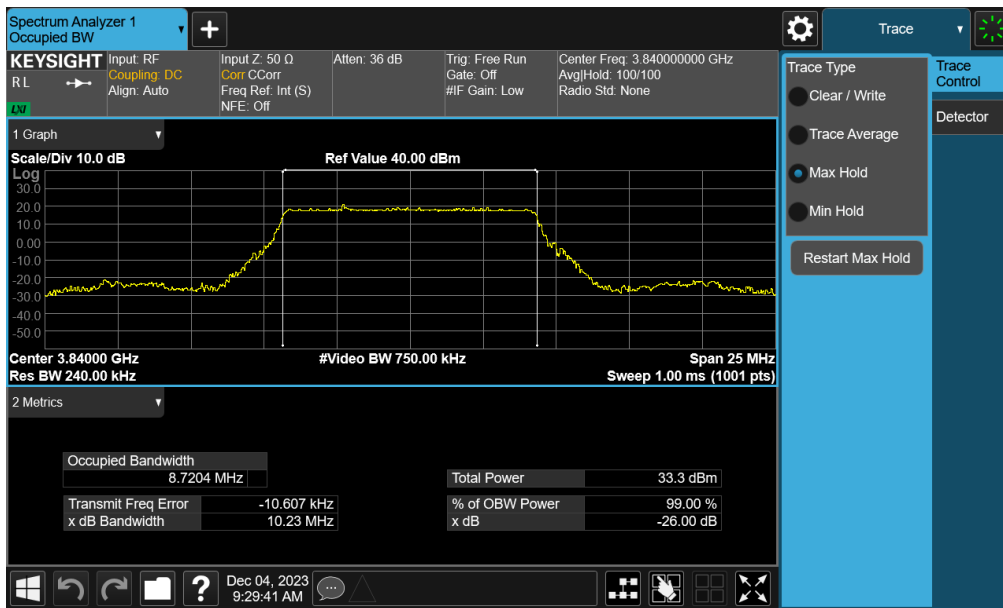 Spectrum Analyzer 1
Occupied BW
+
Trace
KEYSIGHT
R L
LXI
Input: RF
Coupling: DC
Align: Auto
Input Z: 50 Ω
Corr CCorr
Freq Ref: Int (S)
NFE: Off
Atten: 36 dB
Trig: Free Run
Gate: Off
#IF Gain: Low
Center Freq: 3.840000000 GHz
Avg|Hold: 100/100
Radio Std: None
Trace Type
Clear / Write
Trace Average
Max Hold
Min Hold
Restart Max Hold
Trace
Control
Detector
1 Graph
Scale/Div 10.0 dB
Ref Value 40.00 dBm
Log
30.0
20.0
10.0
0.00
-10.0
-20.0
-30.0
-40.0
-50.0
Center 3.84000 GHz
#Video BW 750.00 kHz
Span 25 MHz
Res BW 240.00 kHz
Sweep 1.00 ms (1001 pts)
2 Metrics
Occupied Bandwidth
8.7204 MHz
Total Power 33.3 dBm
Transmit Freq Error -10.607 kHz
% of OBW Power 99.00 %
x dB Bandwidth 10.23 MHz
x dB -26.00 dB
?
Dec 04, 2023
9:29:41 AM